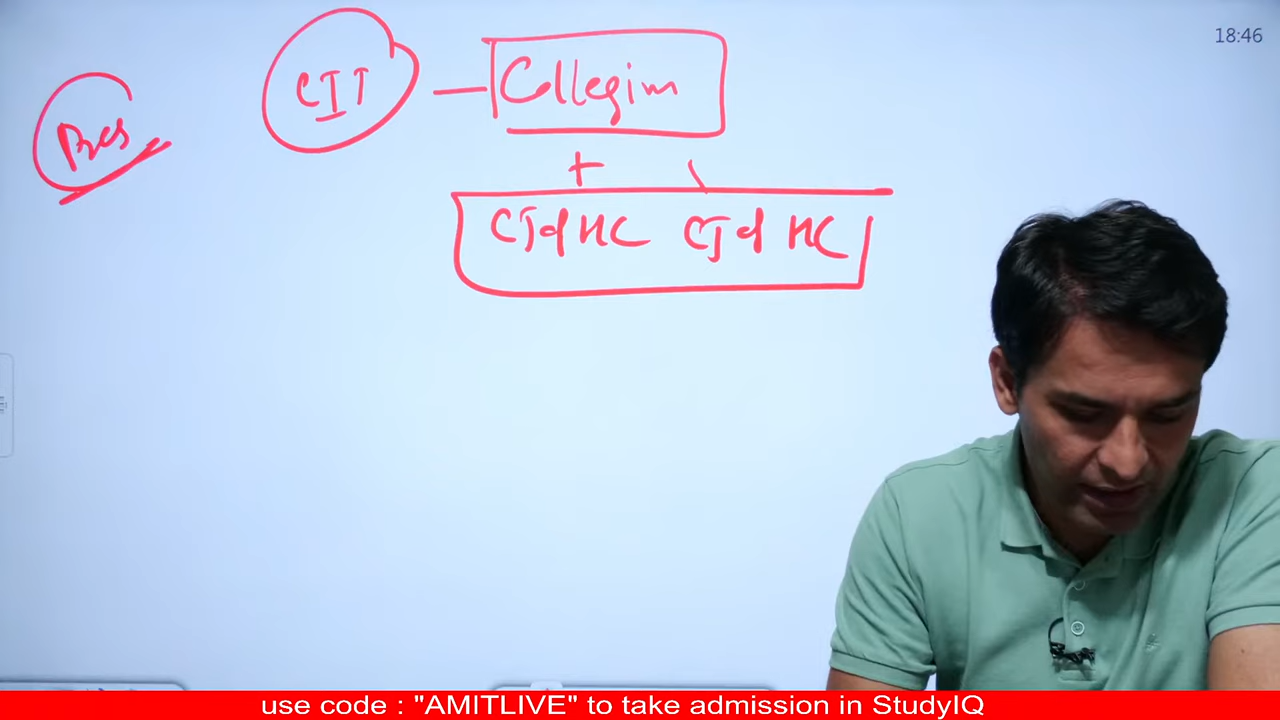 18:46
CJI – Collegim
Pres
+
CJ of HC CJ of HC
use code : "AMITLIVE" to take admission in StudyIQ